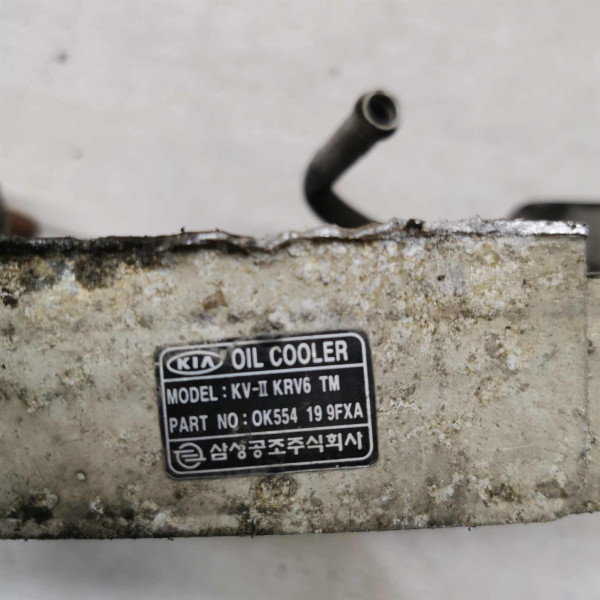 KIA OIL COOLER
MODEL : KV-Ⅱ KRV6 TM
PART NO : OK554 19 9FXA
삼성공조주식회사